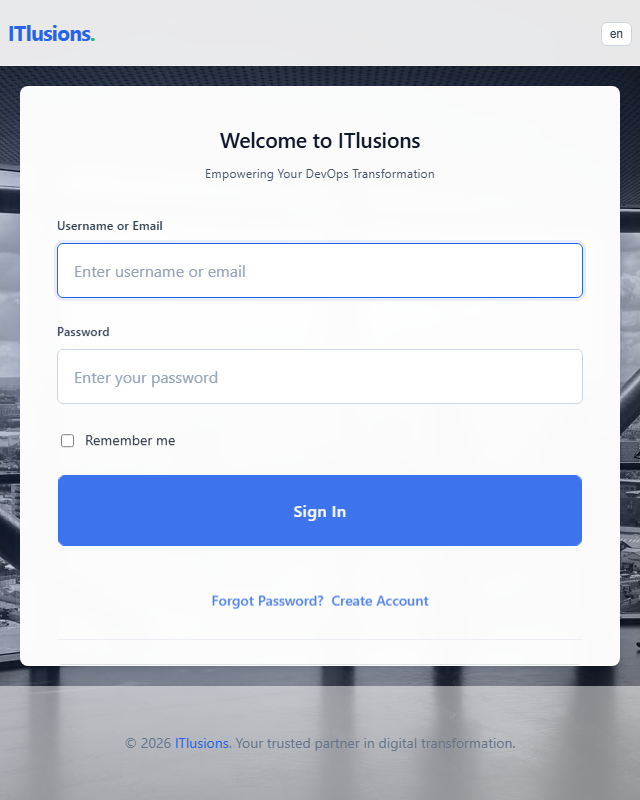 ITlusions.
en
Welcome to ITlusions
Empowering Your DevOps Transformation
Username or Email
Enter username or email
Password
Enter your password
Remember me
Sign In
Forgot Password? Create Account
© 2026 ITlusions. Your trusted partner in digital transformation.